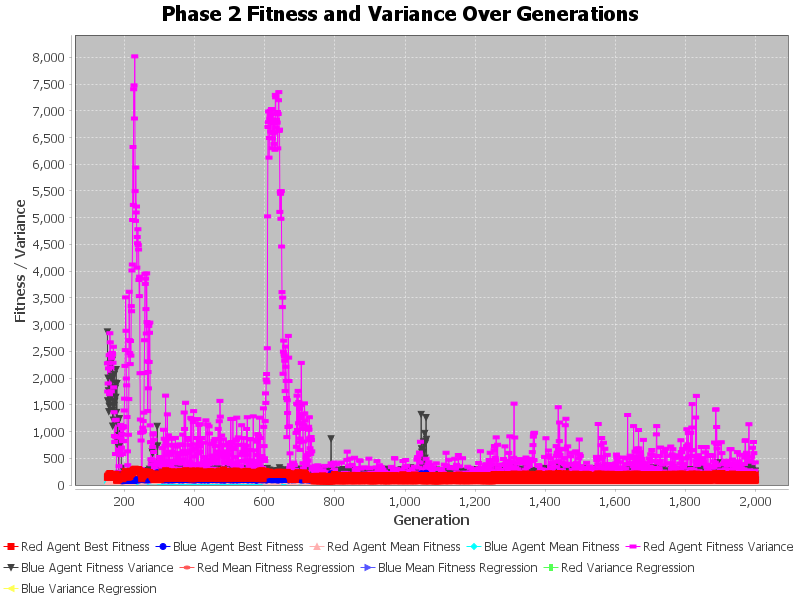 Phase 2 Fitness and Variance Over Generations
8,000
7,500
7,000
6,500
6,000
5,500
5,000
4,500
4,000
3,500
3,000
2,500
2,000
1,500
1,000
500
0
Fitness / Variance
200 400 600 800 1,000 1,200 1,400 1,600 1,800 2,000
Generation
Red Agent Best Fitness Blue Agent Best Fitness Red Agent Mean Fitness Blue Agent Mean Fitness Red Agent Fitness Variance
Blue Agent Fitness Variance Red Mean Fitness Regression Blue Mean Fitness Regression Red Variance Regression
Blue Variance Regression